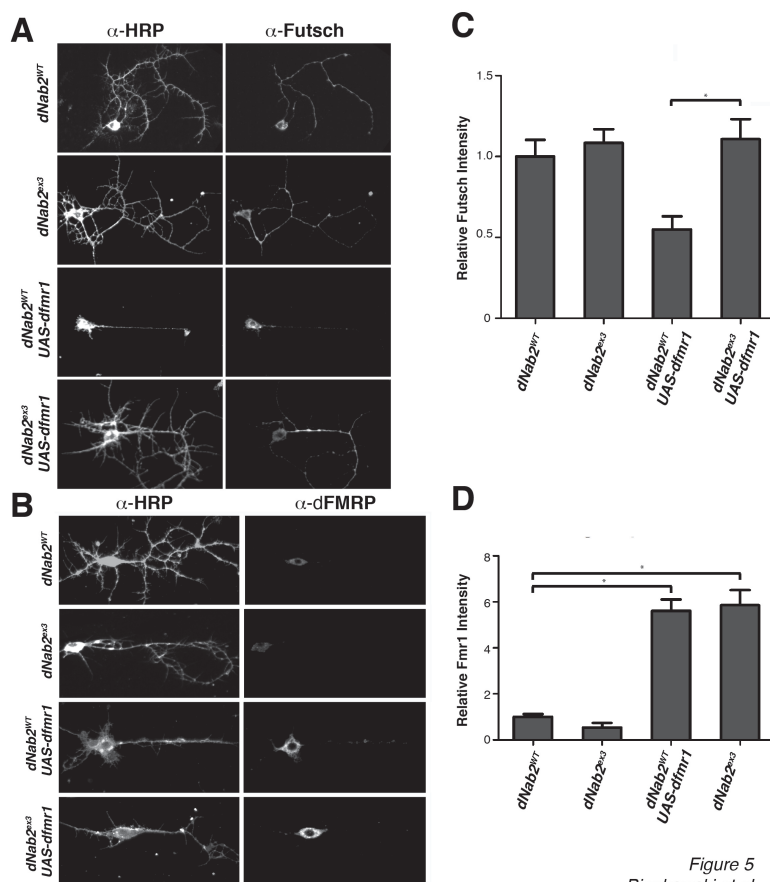 A
α-HRP
α-Futsch
dNab2WT
dNab2ex3
dNab2WT
UAS-dfmr1
dNab2ex3
UAS-dfmr1
B
α-HRP
α-dFMRP
dNab2WT
dNab2ex3
dNab2WT
UAS-dfmr1
dNab2ex3
UAS-dfmr1
C
Relative Futsch Intensity
1.5
1.0
0.5
0
*
dNab2WT
dNab2ex3
dNab2WT
UAS-dfmr1
dNab2ex3
UAS-dfmr1
D
Relative Fmr1 Intensity
8
6
4
2
0
*
*
dNab2WT
dNab2ex3
dNab2WT
UAS-dfmr1
dNab2ex3
Figure 5